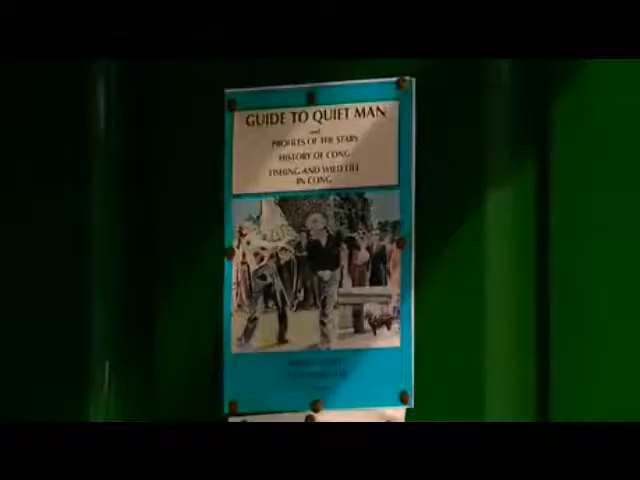 GUIDE TO QUIET MAN
and
PROFILES OF THE STARS
HISTORY OF CONG
FISHING AND WILD LIFE
IN CONG